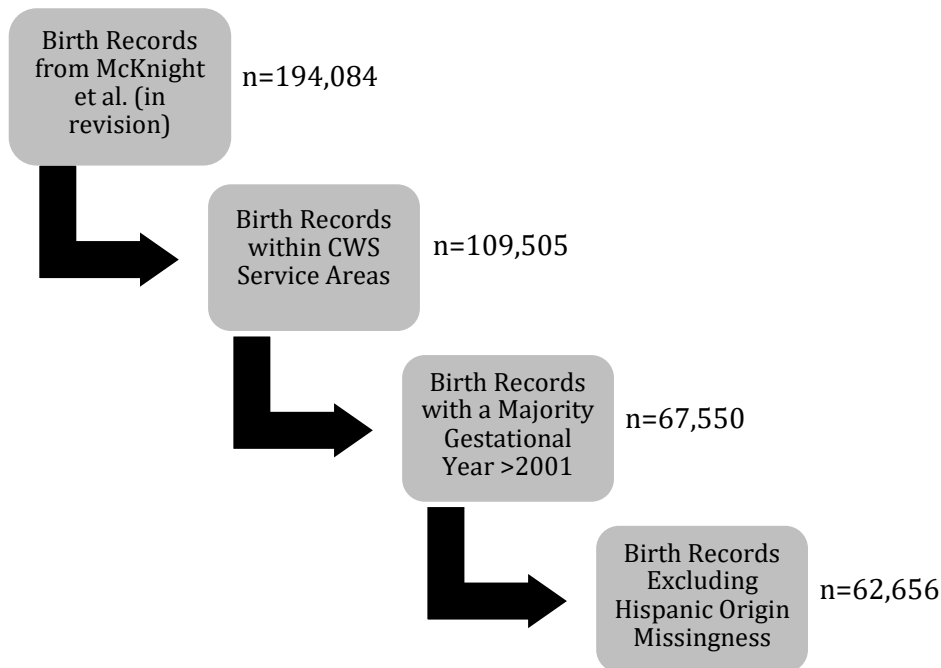 Birth Records
from McKnight
et al. (in
revision)
n=194,084
Birth Records
within CWS
Service Areas
n=109,505
Birth Records
with a Majority
Gestational
Year >2001
n=67,550
Birth Records
Excluding
Hispanic Origin
Missingness
n=62,656